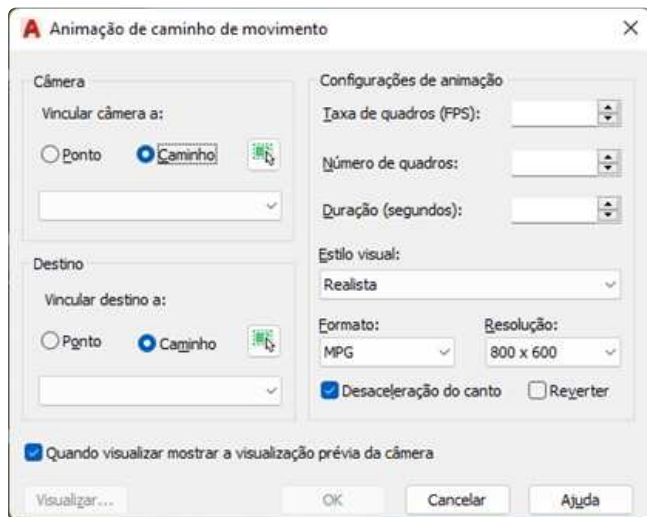 Animação de caminho de movimento
Câmera
Vincular câmera a:
Ponto
Caminho
Destino
Vincular destino a:
Ponto
Caminho
Configurações de animação
Taxa de quadros (FPS):
Número de quadros:
Duração (segundos):
Estilo visual:
Realista
Formato:
Resolução:
MPG
800 x 600
Desaceleração do canto
Reverter
Quando visualizar mostrar a visualização prévia da câmera
Visualizar...
OK
Cancelar
Ajuda